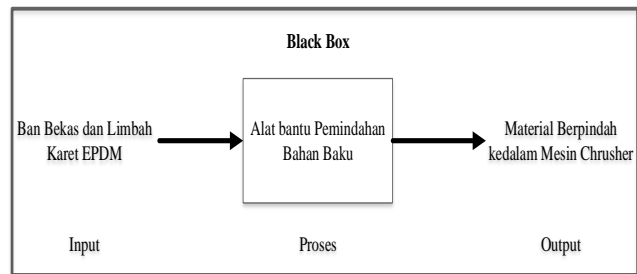 Black Box
Ban Bekas dan Limbah
Karet EPDM
Alat bantu Pemindahan
Bahan Baku
Material Berpindah
kedalam Mesin Chrusher
Input
Proses
Output